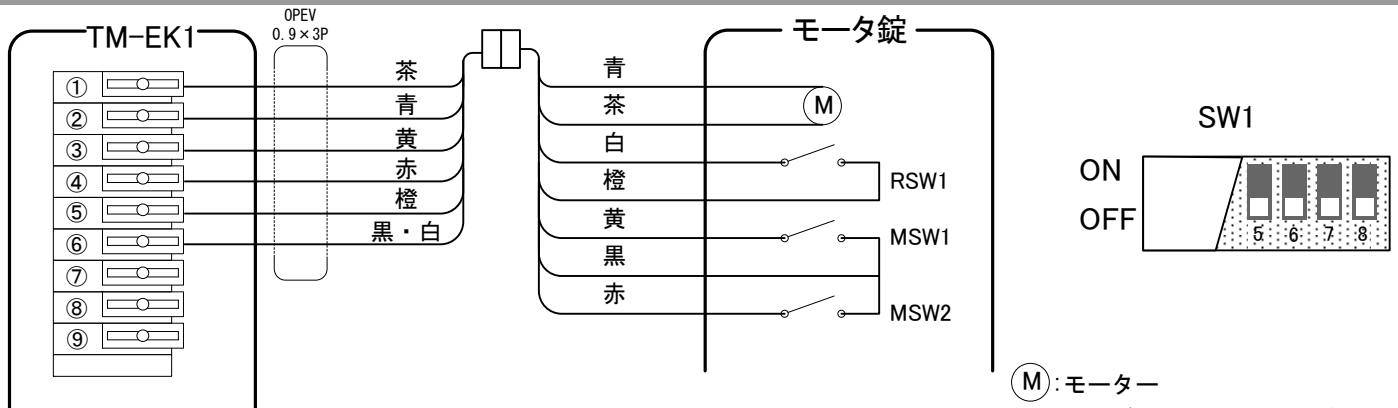 TM-EK1
OPEV
0.9×3P
モータ錠
①
②
③
④
⑤
⑥
⑦
⑧
⑨
茶
青
黄
赤
橙
黒・白
青
茶
白
橙
黄
黒
赤
M
RSW1
MSW1
MSW2
SW1
ON
OFF
5 6 7 8
M:モーター